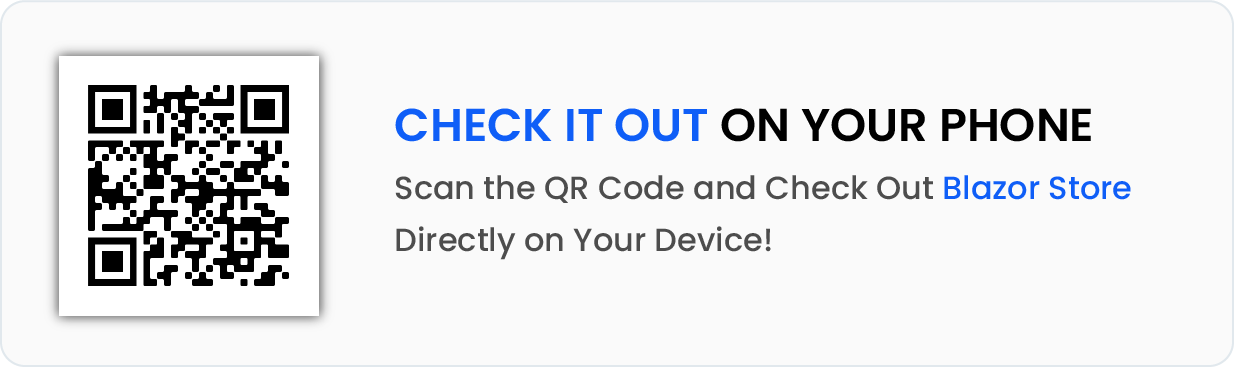 CHECK IT OUT ON YOUR PHONE
Scan the QR Code and Check Out Blazor Store
Directly on Your Device!